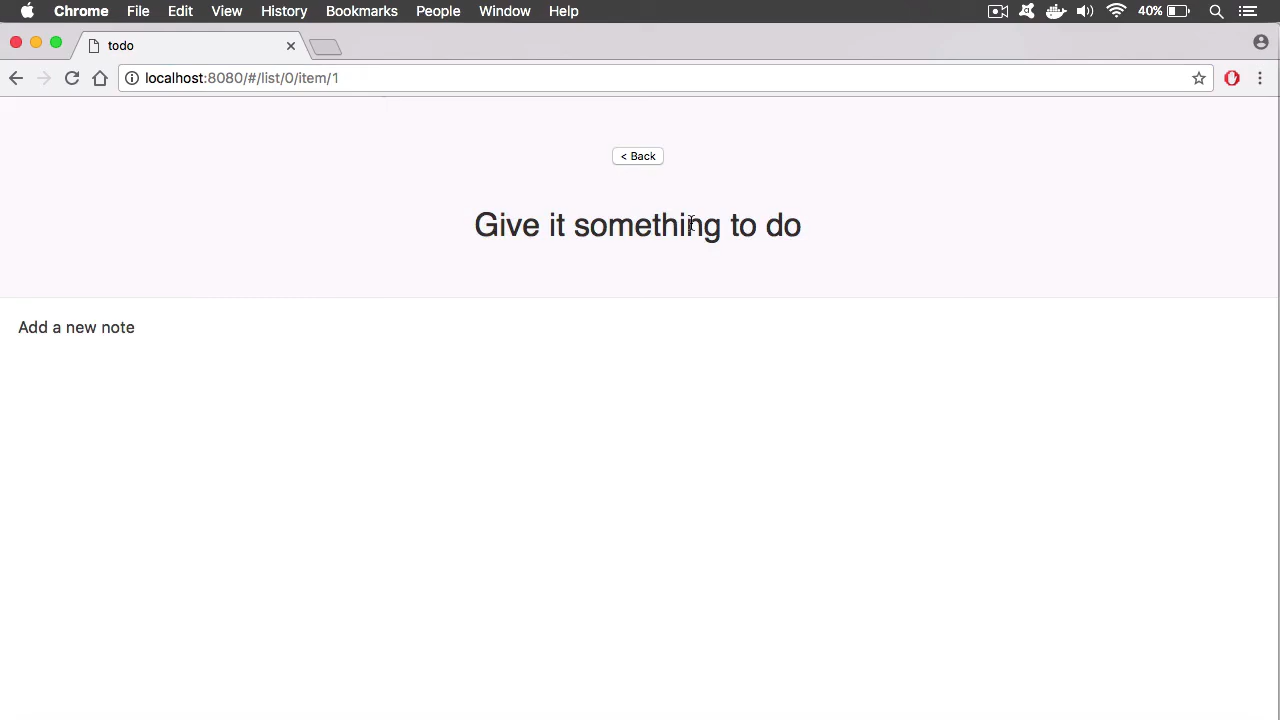 Chrome File Edit View History Bookmarks People Window Help 40%
todo
localhost:8080/#/list/0/item/1
< Back
Give it something to do
Add a new note